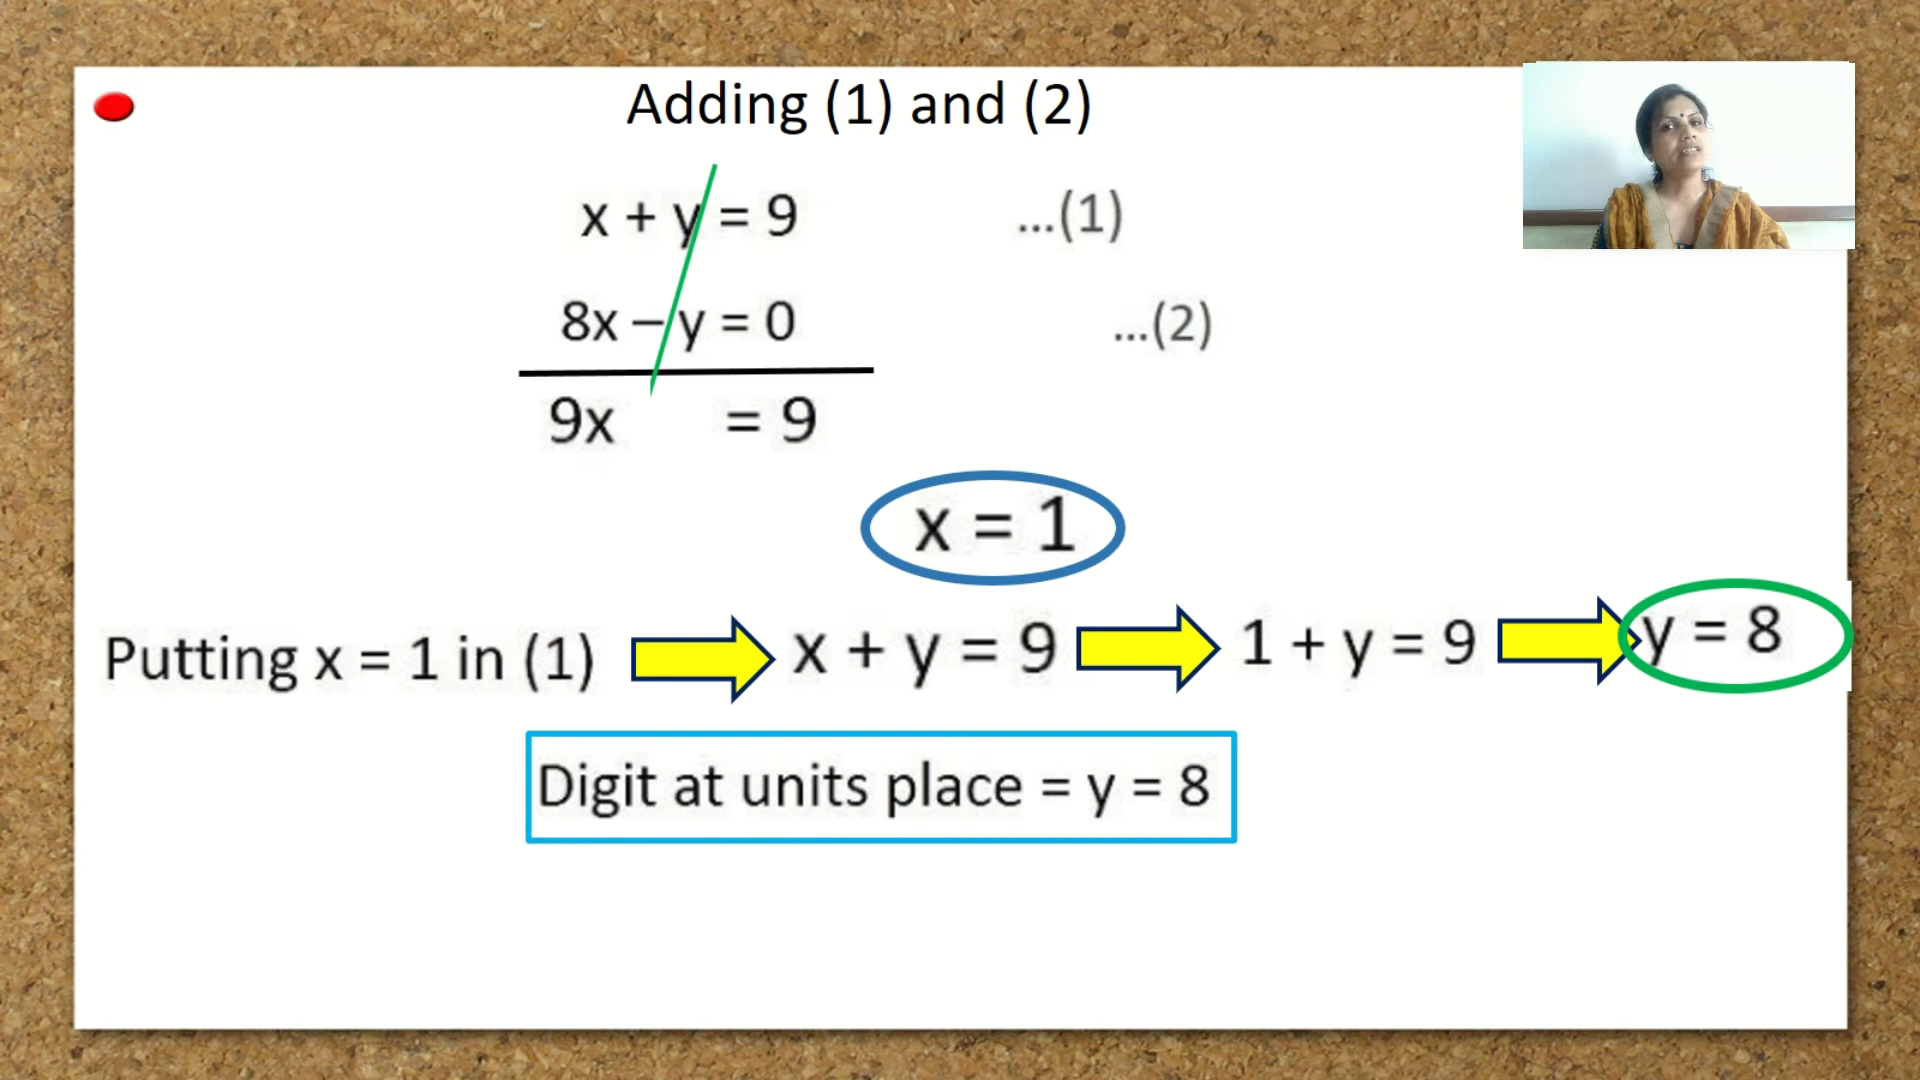 Adding (1) and (2)
x + y = 9 ...(1)
8x – y = 0 ...(2)
9x = 9
x = 1
Putting x = 1 in (1) x + y = 9 1 + y = 9 y = 8
Digit at units place = y = 8